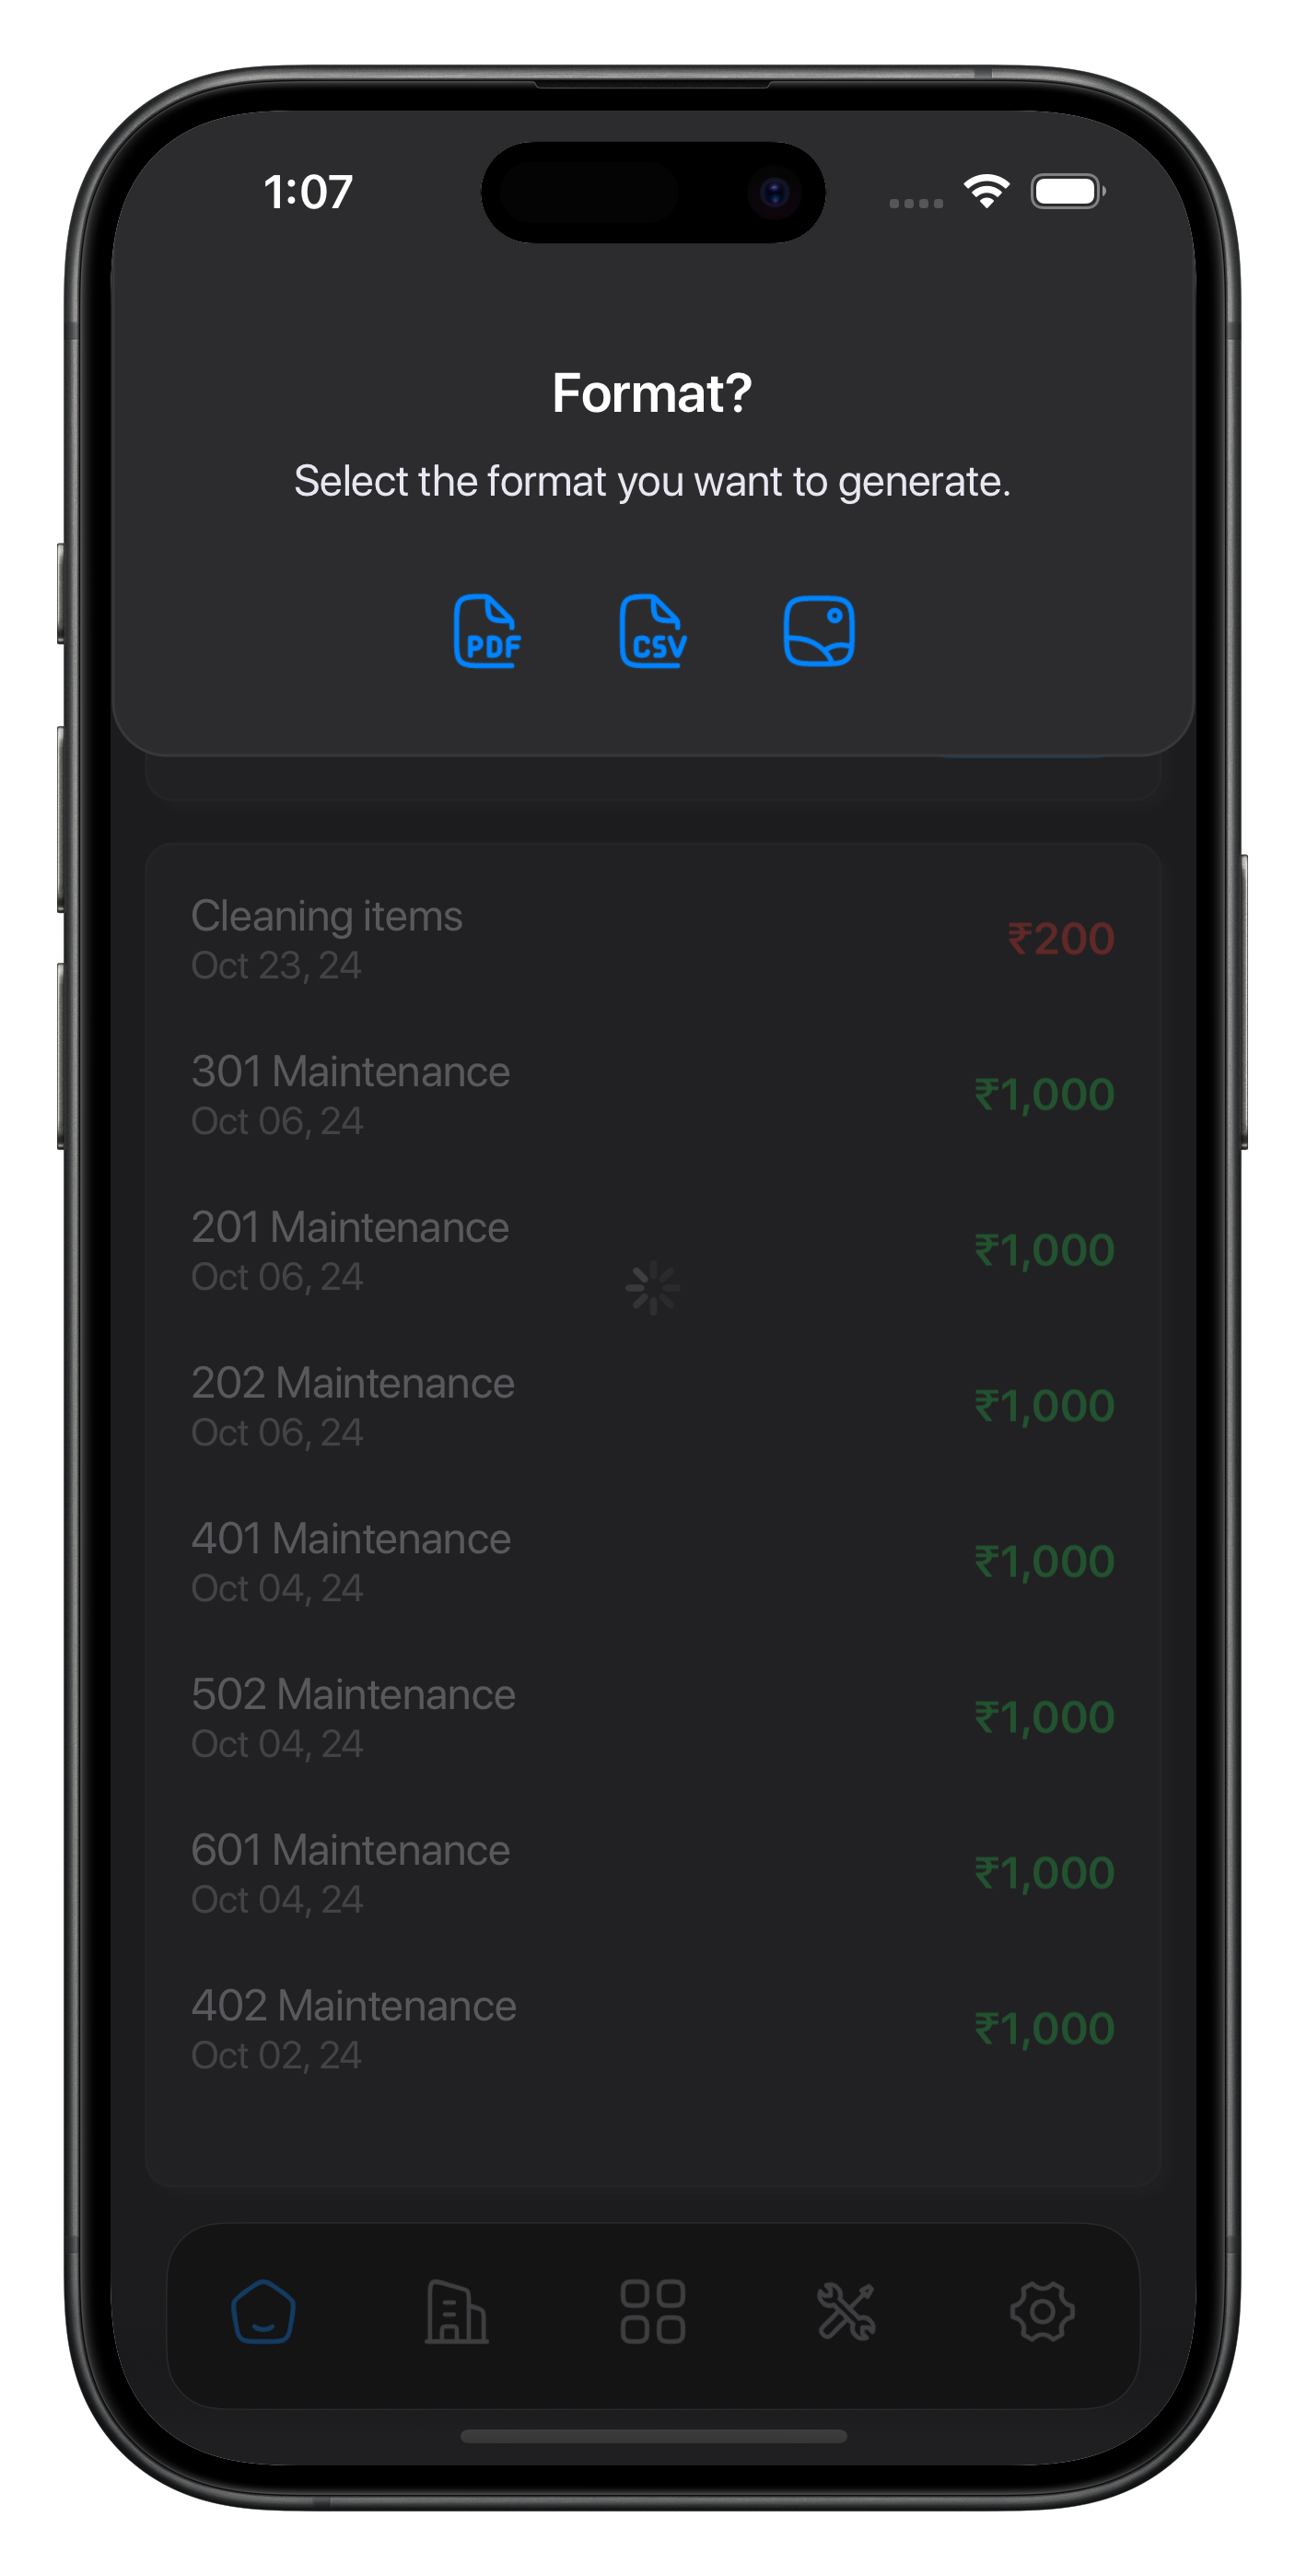 1:07
Format?
Select the format you want to generate.
PDF
CSV
Cleaning items
Oct 23, 24
₹200
301 Maintenance
Oct 06, 24
₹1,000
201 Maintenance
Oct 06, 24
₹1,000
202 Maintenance
Oct 06, 24
₹1,000
401 Maintenance
Oct 04, 24
₹1,000
502 Maintenance
Oct 04, 24
₹1,000
601 Maintenance
Oct 04, 24
₹1,000
402 Maintenance
Oct 02, 24
₹1,000